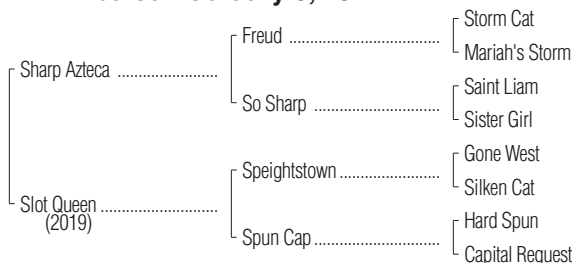 Storm Cat
Freud
Mariah's Storm
Sharp Azteca
Saint Liam
So Sharp
Sister Girl
Gone West
Speightstown
Silken Cat
Slot Queen
(2019)
Hard Spun
Spun Cap
Capital Request